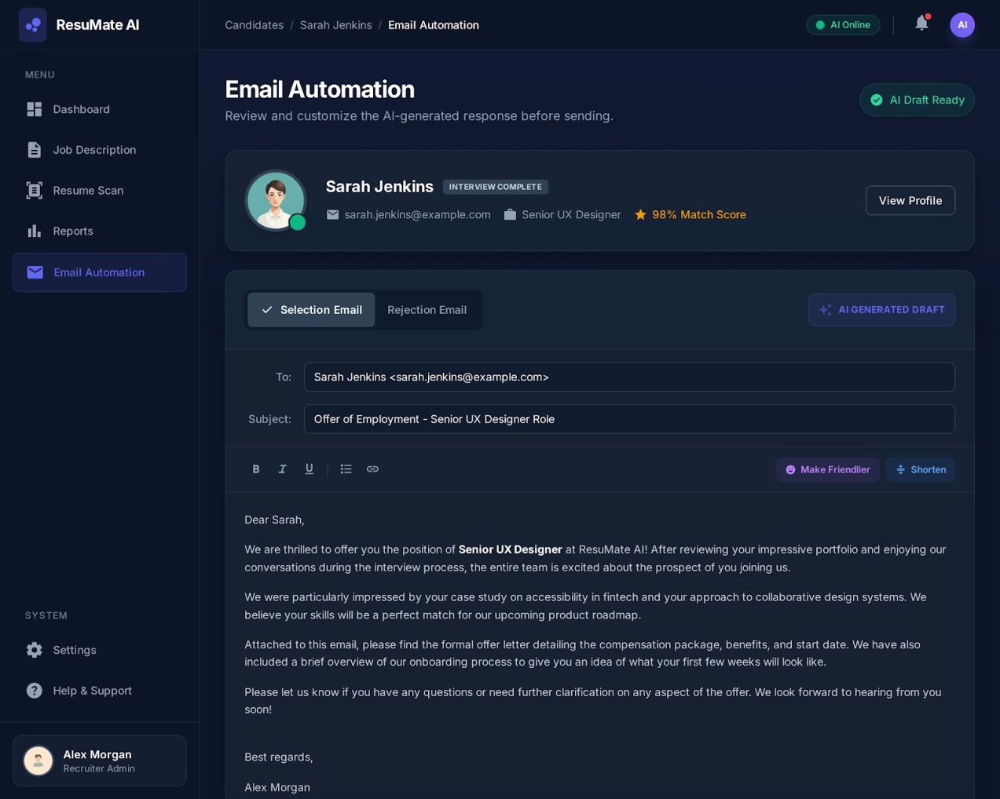 ResuMate AI
Candidates / Sarah Jenkins / Email Automation
AI Online
AI
MENU
Dashboard
Job Description
Resume Scan
Reports
Email Automation
SYSTEM
Settings
Help & Support
Alex Morgan
Recruiter Admin
Email Automation
Review and customize the AI-generated response before sending.
AI Draft Ready
Sarah Jenkins INTERVIEW COMPLETE
sarah.jenkins@example.com Senior UX Designer 98% Match Score
View Profile
Selection Email Rejection Email
AI GENERATED DRAFT
To: Sarah Jenkins <sarah.jenkins@example.com>
Subject: Offer of Employment - Senior UX Designer Role
B I U
Make Friendlier Shorten
Dear Sarah,
We are thrilled to offer you the position of Senior UX Designer at ResuMate AI! After reviewing your impressive portfolio and enjoying our
conversations during the interview process, the entire team is excited about the prospect of you joining us.
We were particularly impressed by your case study on accessibility in fintech and your approach to collaborative design systems. We
believe your skills will be a perfect match for our upcoming product roadmap.
Attached to this email, please find the formal offer letter detailing the compensation package, benefits, and start date. We have also
included a brief overview of our onboarding process to give you an idea of what your first few weeks will look like.
Please let us know if you have any questions or need further clarification on any aspect of the offer. We look forward to hearing from you
soon!
Best regards,
Alex Morgan